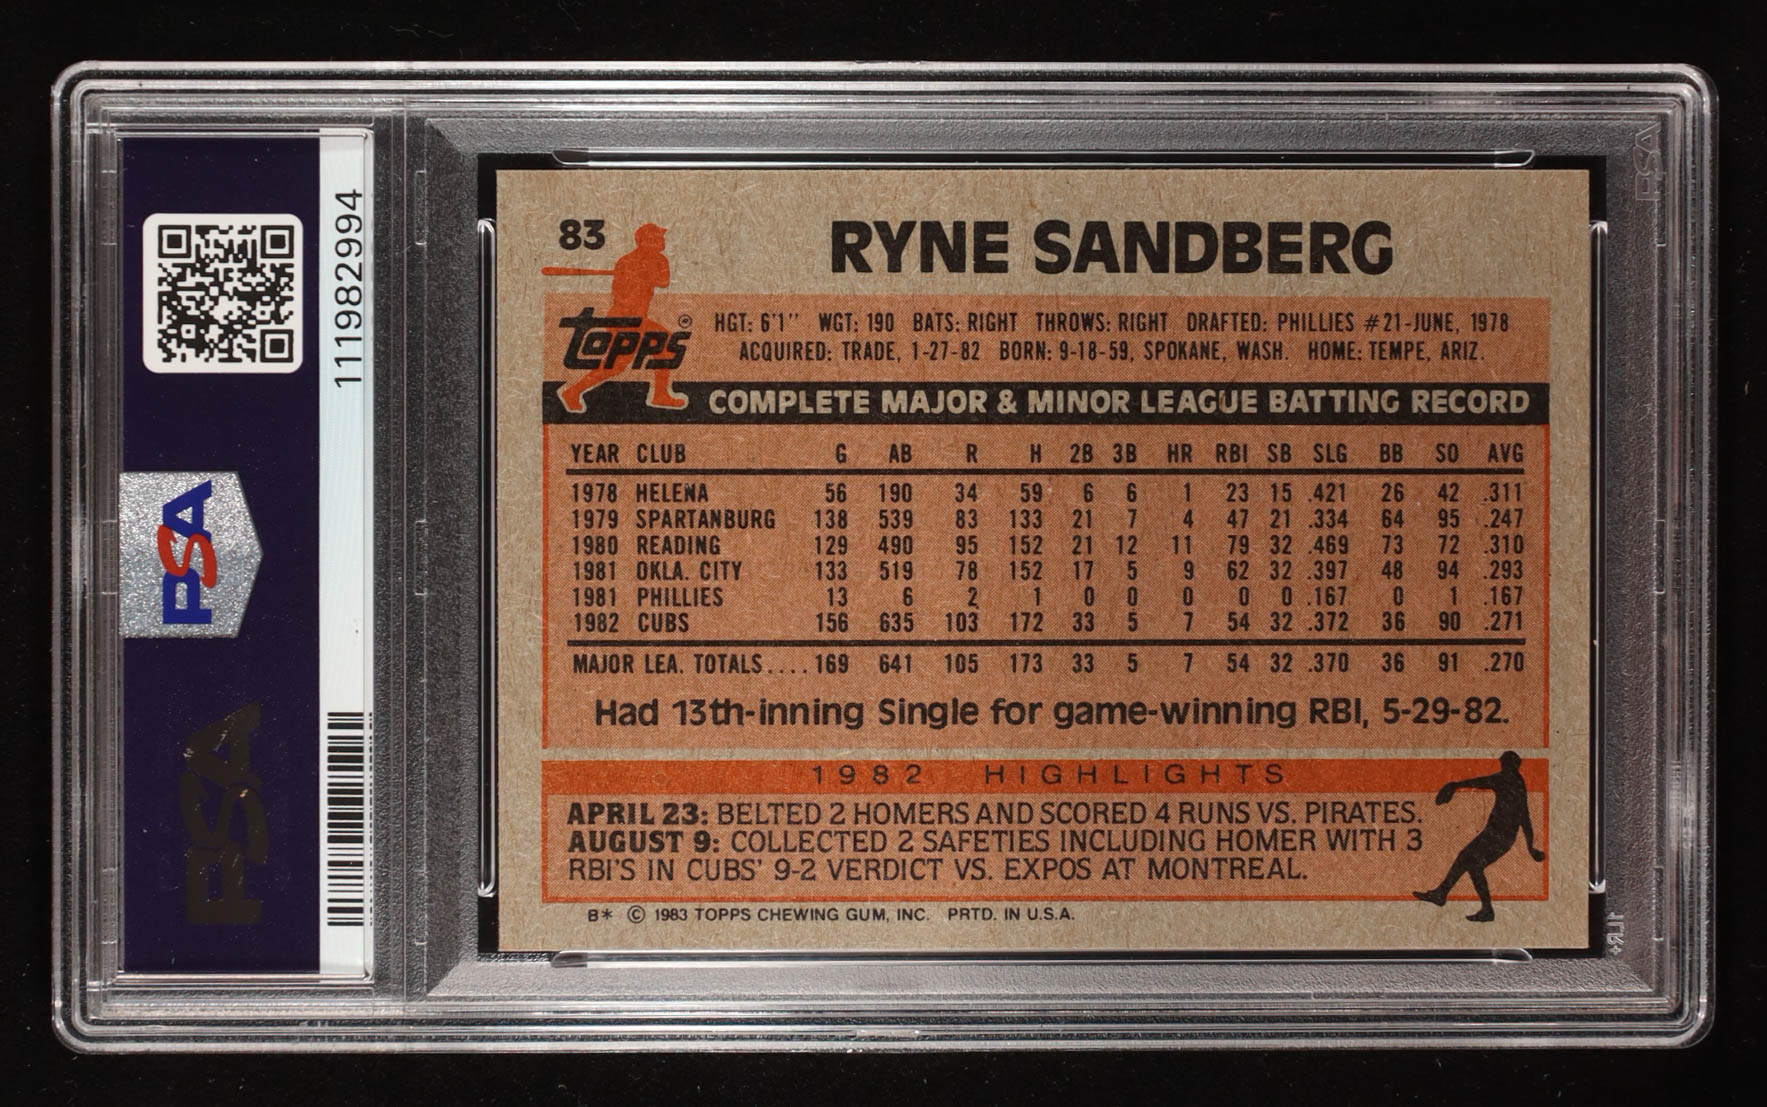 83
RYNE SANDBERG
topps®
HGT: 6'1" WGT: 190 BATS: RIGHT THROWS: RIGHT DRAFTED: PHILLIES #21-JUNE, 1978
ACQUIRED: TRADE, 1-27-82 BORN: 9-18-59, SPOKANE, WASH. HOME: TEMPE, ARIZ.
COMPLETE MAJOR & MINOR LEAGUE BATTING RECORD
YEAR CLUB G AB R H 2B 3B HR RBI SB SLG BB SO AVG
1978 HELENA 56 190 34 59 6 6 1 23 15 .421 26 42 .311
1979 SPARTANBURG 138 539 83 133 21 7 4 47 21 .334 64 95 .247
1980 READING 129 490 95 152 21 12 11 79 32 .469 73 72 .310
1981 OKLA. CITY 133 519 78 152 17 5 9 62 32 .397 48 94 .293
1981 PHILLIES 13 6 2 1 0 0 0 0 0 .167 0 1 .167
1982 CUBS 156 635 103 172 33 5 7 54 32 .372 36 90 .271
MAJOR LEA. TOTALS....169 641 105 173 33 5 7 54 32 .370 36 91 .270
Had 13th-inning Single for game-winning RBI, 5-29-82.
1982 HIGHLIGHTS
APRIL 23: BELTED 2 HOMERS AND SCORED 4 RUNS VS. PIRATES.
AUGUST 9: COLLECTED 2 SAFETIES INCLUDING HOMER WITH 3
RBI'S IN CUBS' 9-2 VERDICT VS. EXPOS AT MONTREAL.
B* © 1983 TOPPS CHEWING GUM, INC. PRTD. IN U.S.A.
111982994
PSA
PSA
PSA